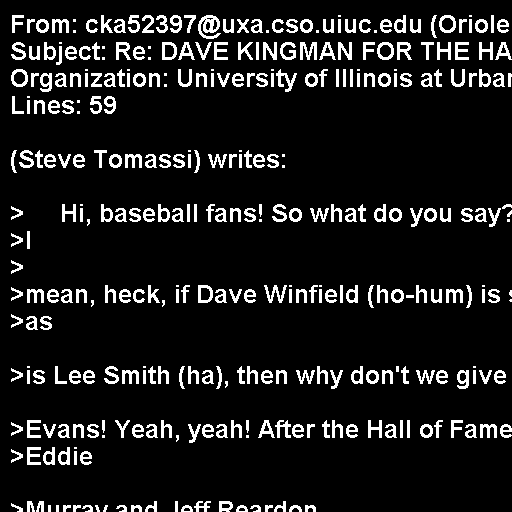 From: cka52397@uxa.cso.uiuc.edu (Oriole
Subject: Re: DAVE KINGMAN FOR THE HA
Organization: University of Illinois at Urban
Lines: 59
(Steve Tomassi) writes:
>     Hi, baseball fans! So what do you say?
>I
>
>mean, heck, if Dave Winfield (ho-hum) is s
>as
>is Lee Smith (ha), then why don't we give
>Evans! Yeah, yeah! After the Hall of Fame
>Eddie
>Murray and Jeff Reardon